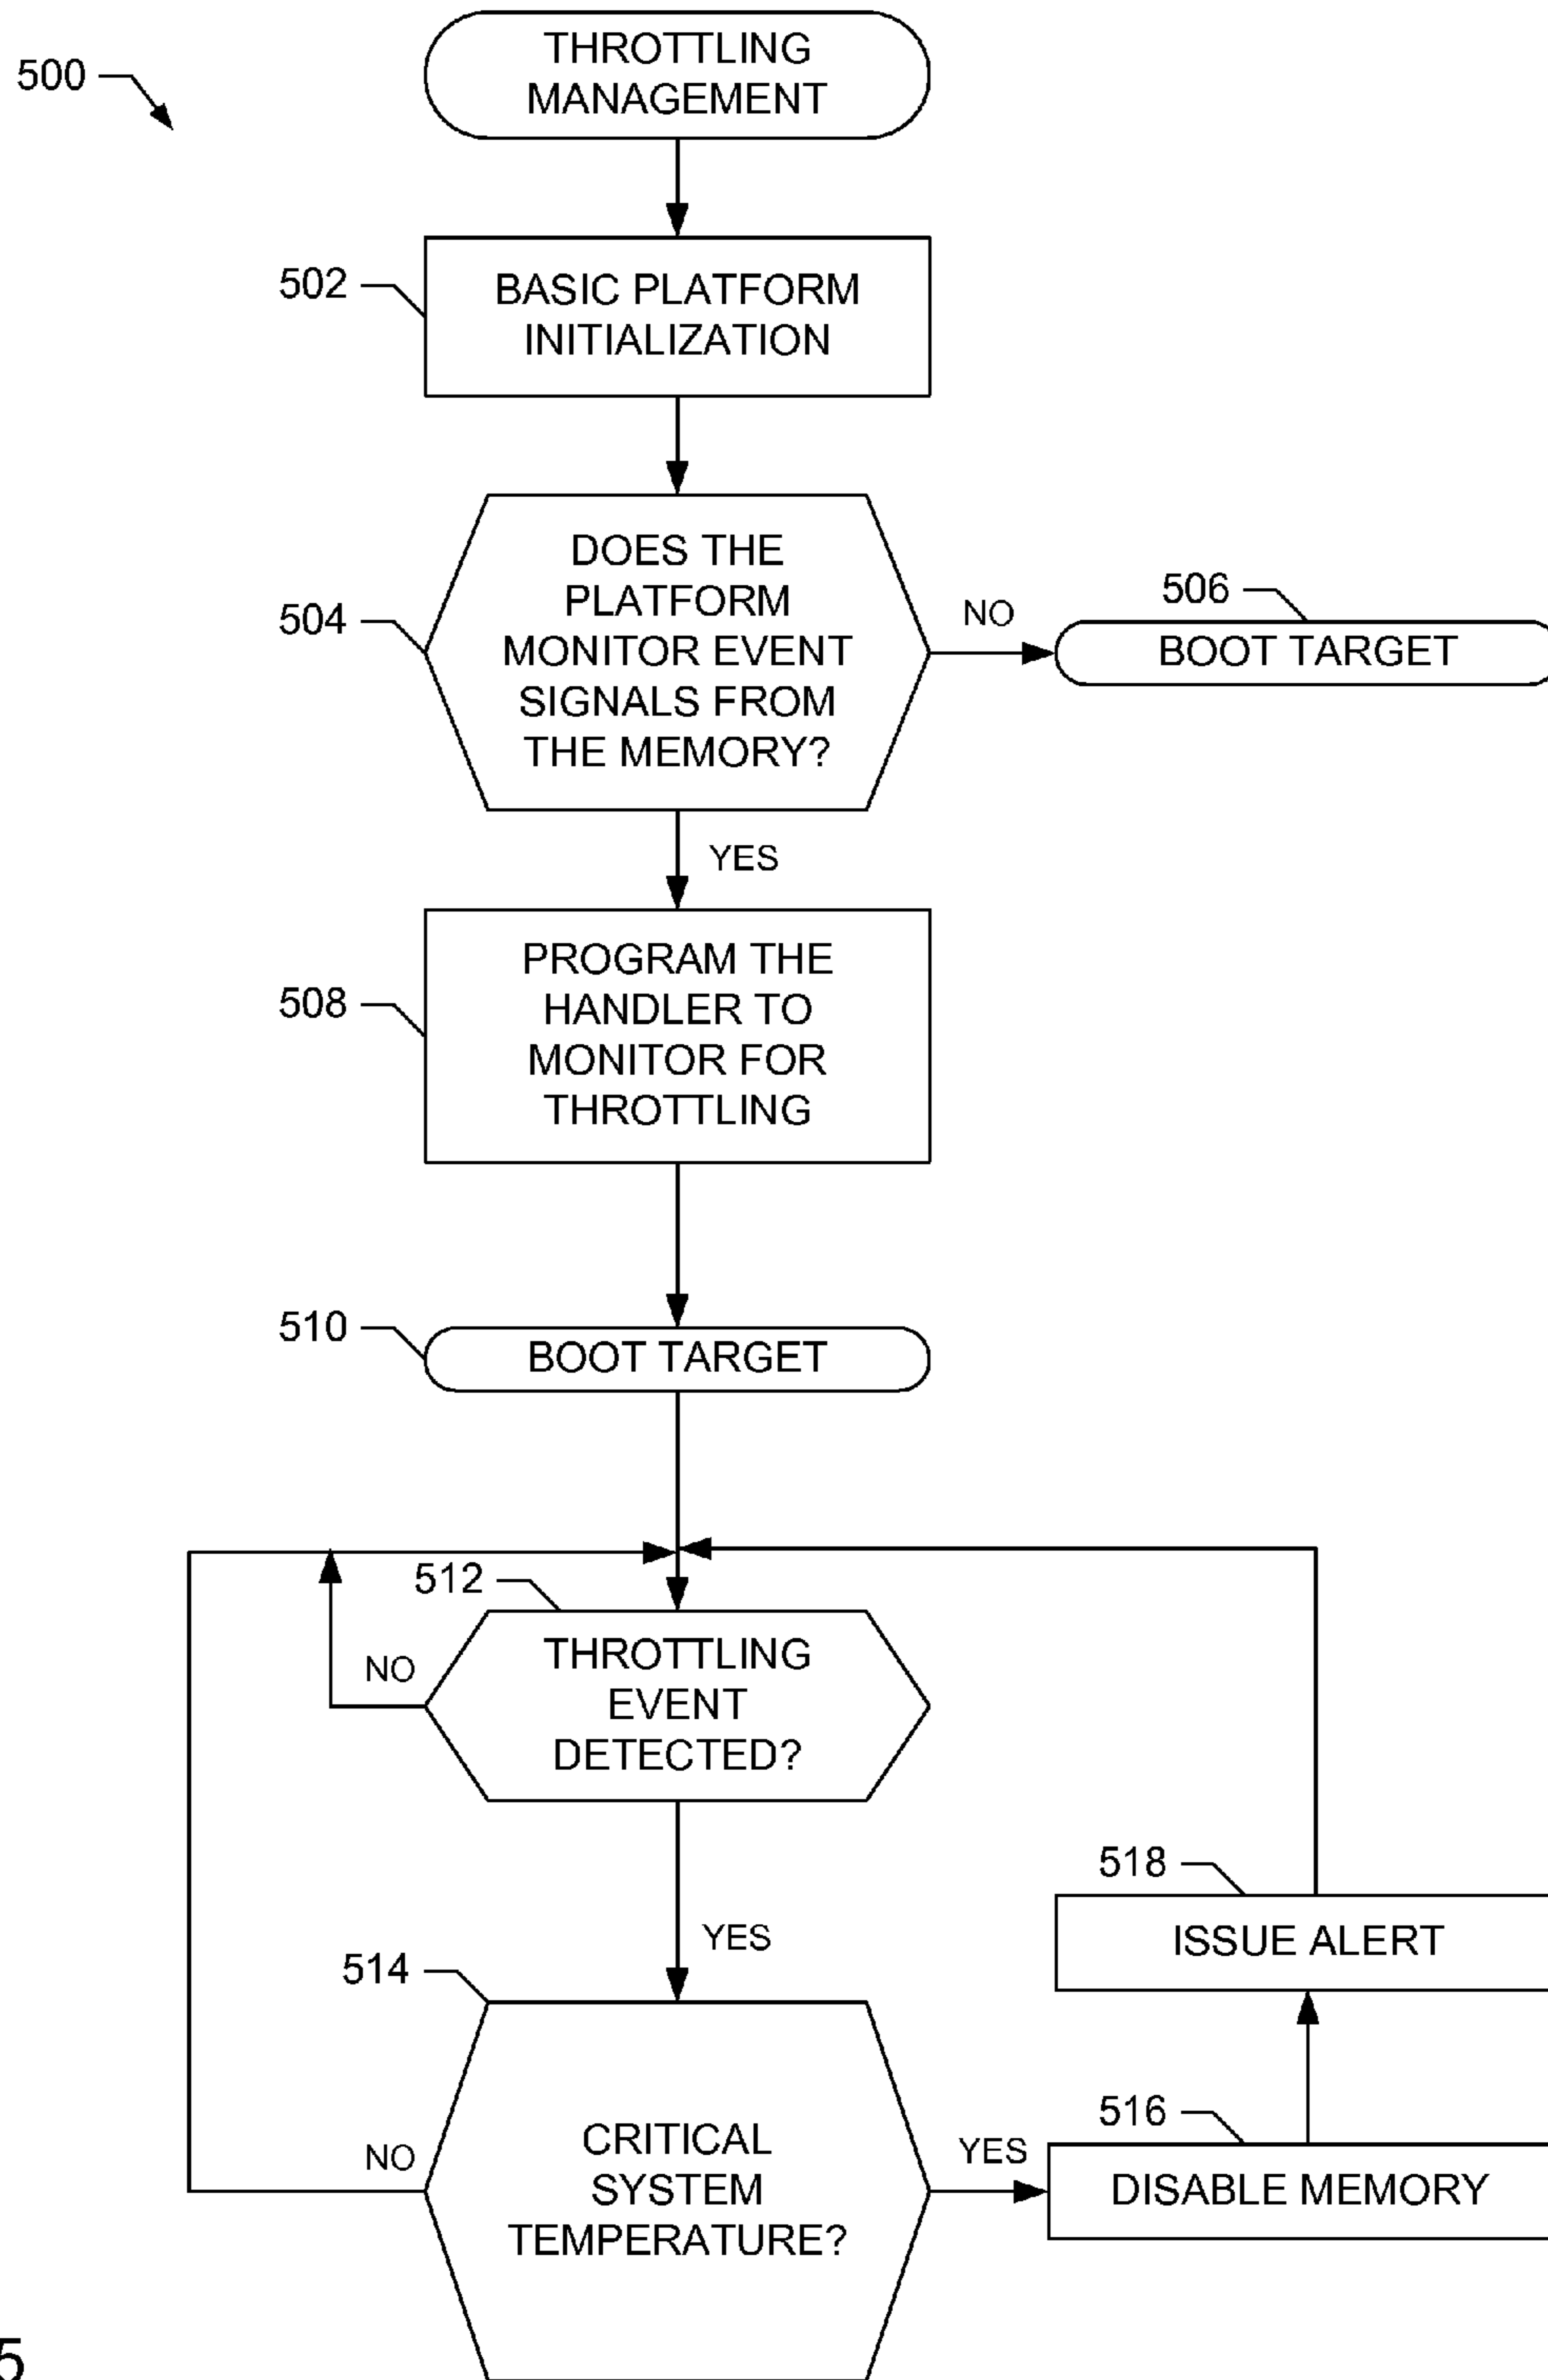 500
THROTTLING
MANAGEMENT
502
BASIC PLATFORM
INITIALIZATION
504
DOES THE
PLATFORM
MONITOR EVENT
SIGNALS FROM
THE MEMORY?
NO
506
BOOT TARGET
YES
508
PROGRAM THE
HANDLER TO
MONITOR FOR
THROTTLING
510
BOOT TARGET
512
NO
THROTTLING
EVENT
DETECTED?
YES
518
ISSUE ALERT
514
NO
CRITICAL
SYSTEM
TEMPERATURE?
YES
516
DISABLE MEMORY
5